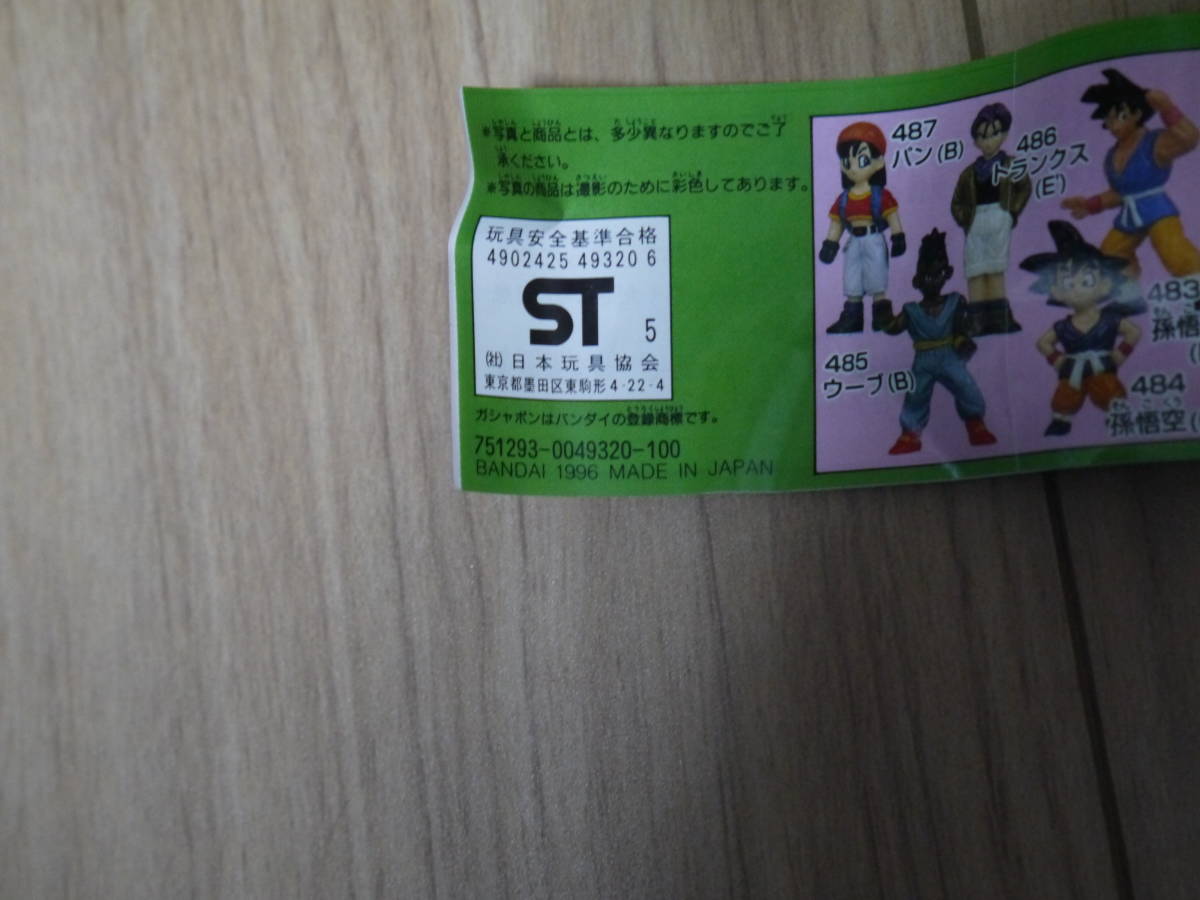 ※写真と商品とは、多少異なりますのでご了
承ください。
※写真の商品は撮影のために彩色してあります。
玩具安全基準合格
4902425 49320 6
ST 5
(社)日本玩具協会
東京都墨田区東駒形4-22-4
ガシャポンはバンダイの登録商標です。
751293-0049320-100
BANDAI 1996 MADE IN JAPAN
487
パン(B)
486
トランクス
(E')
485
ウーブ(B)
483
孫悟
484
孫悟空